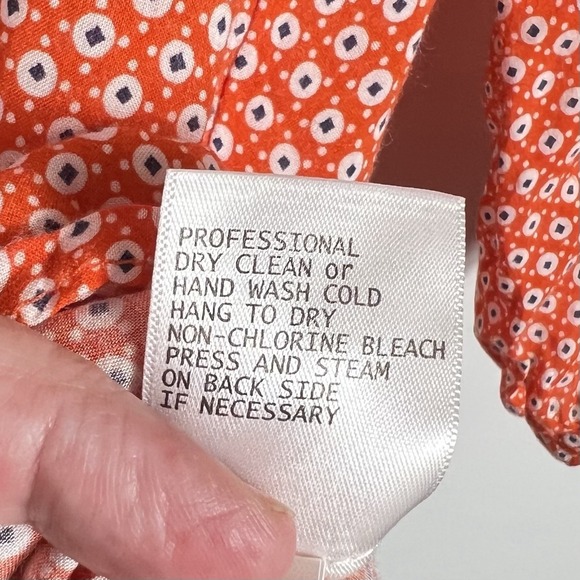 PROFESSIONAL
DRY CLEAN or
HAND WASH COLD
HANG TO DRY
NON-CHLORINE BLEACH
PRESS AND STEAM
ON BACK SIDE
IF NECESSARY